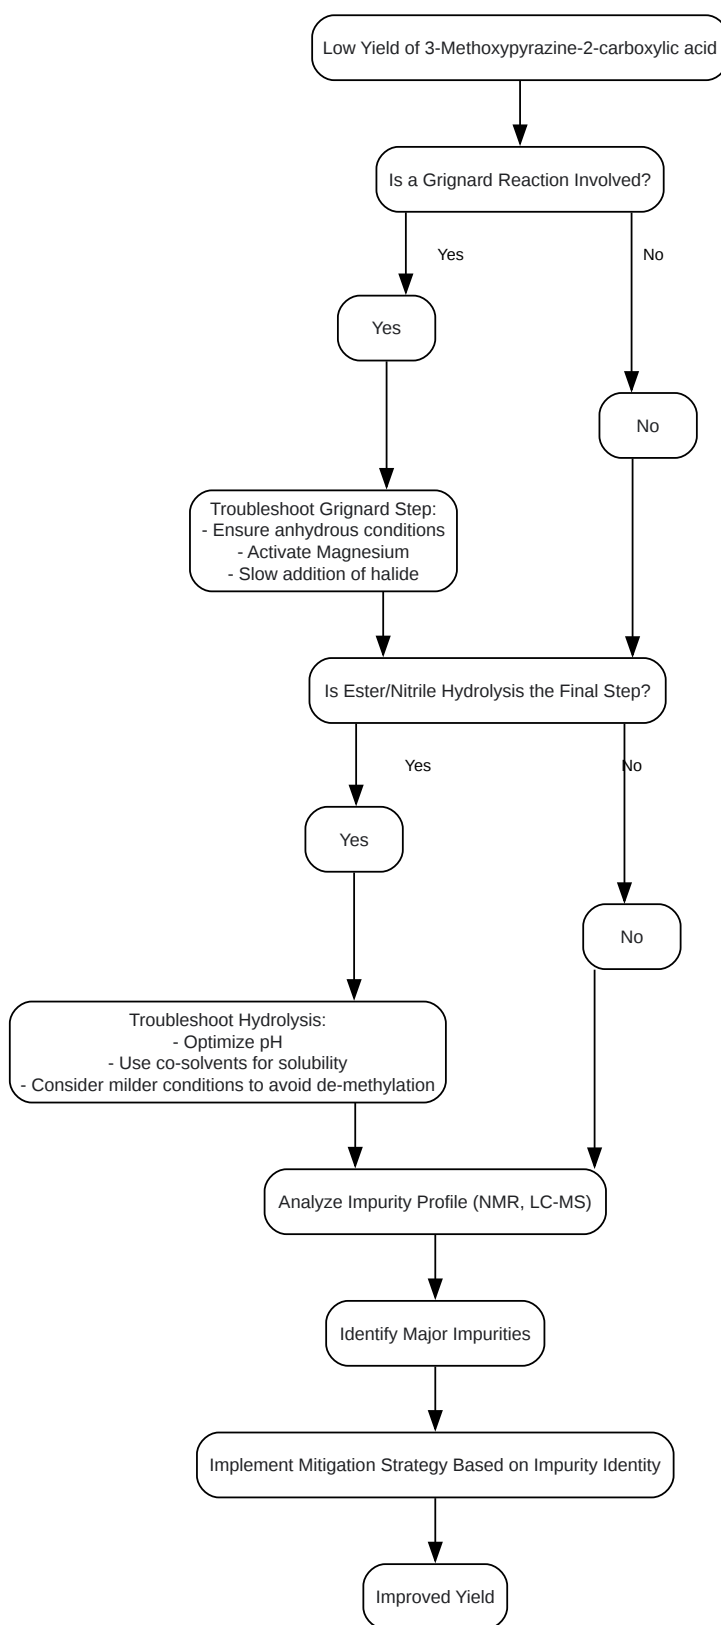 Low Yield of 3-Methoxypyrazine-2-carboxylic acid
Is a Grignard Reaction Involved?
Yes
No
Yes
No
Troubleshoot Grignard Step:
- Ensure anhydrous conditions
- Activate Magnesium
- Slow addition of halide
Is Ester/Nitrile Hydrolysis the Final Step?
Yes
No
Yes
No
Troubleshoot Hydrolysis:
- Optimize pH
- Use co-solvents for solubility
- Consider milder conditions to avoid de-methylation
Analyze Impurity Profile (NMR, LC-MS)
Identify Major Impurities
Implement Mitigation Strategy Based on Impurity Identity
Improved Yield